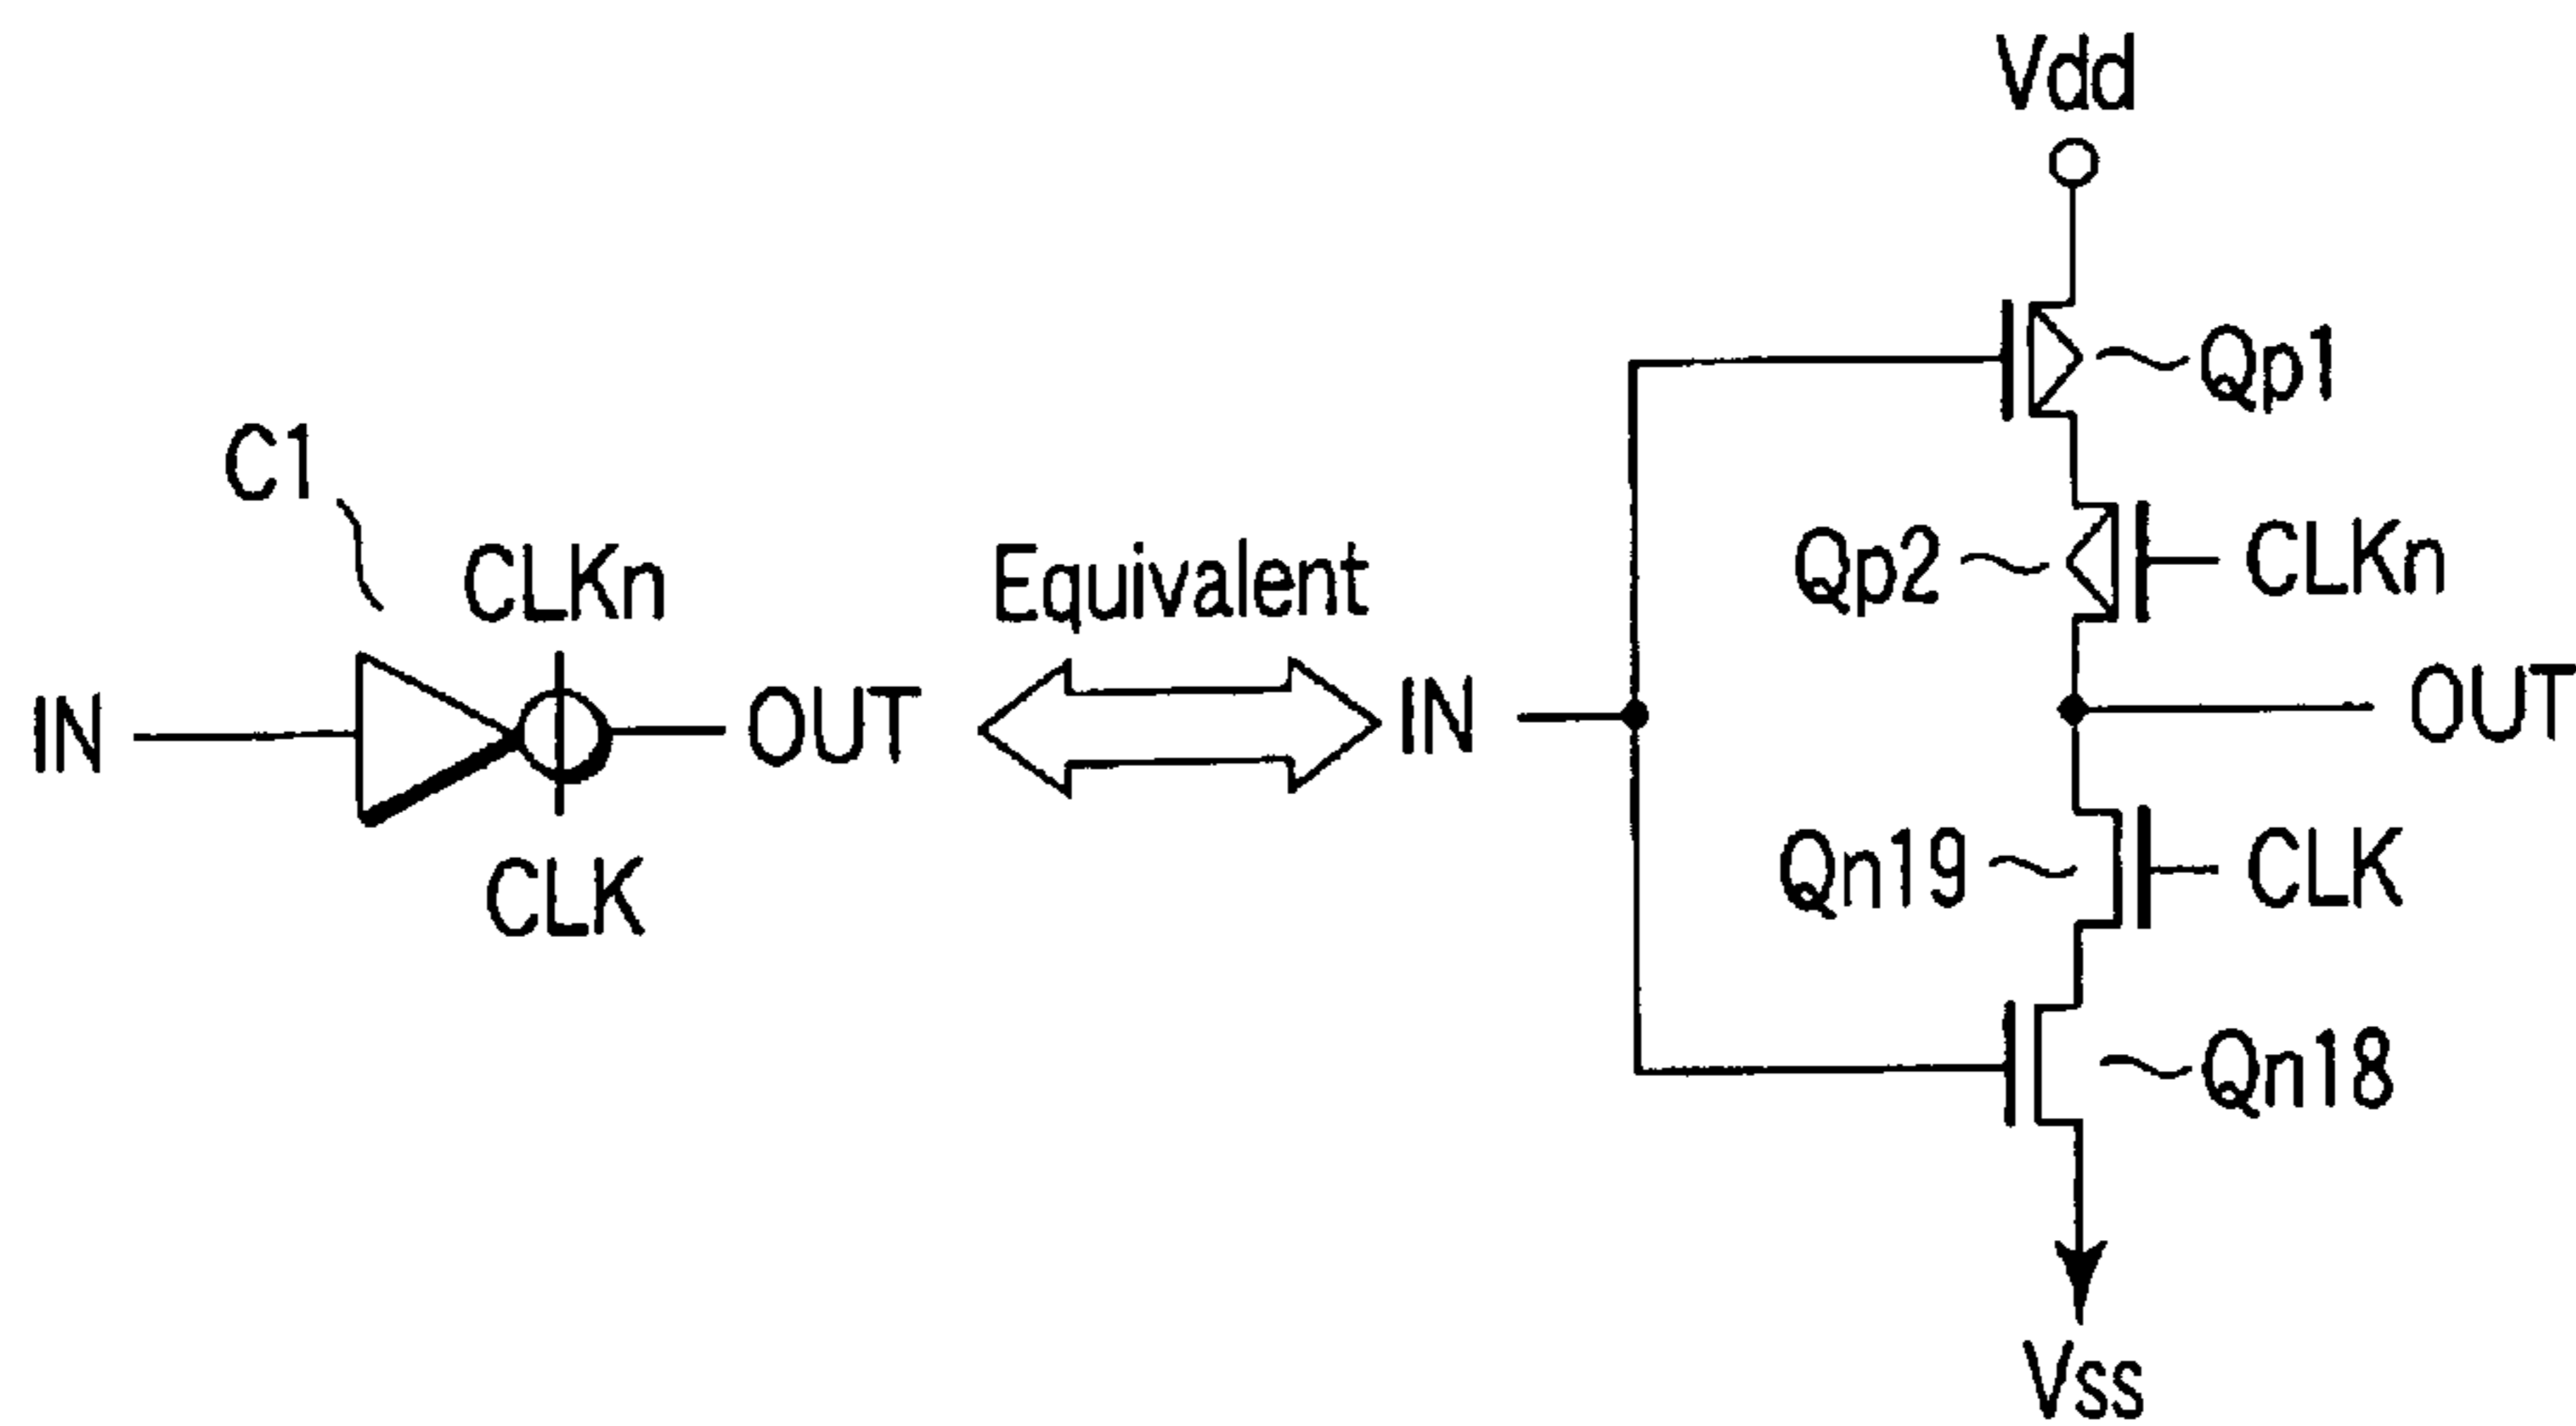 C1
CLKn
IN
OUT
CLK
Equivalent
Vdd
Qp1
Qp2
CLKn
IN
OUT
Qn19
CLK
Qn18
Vss